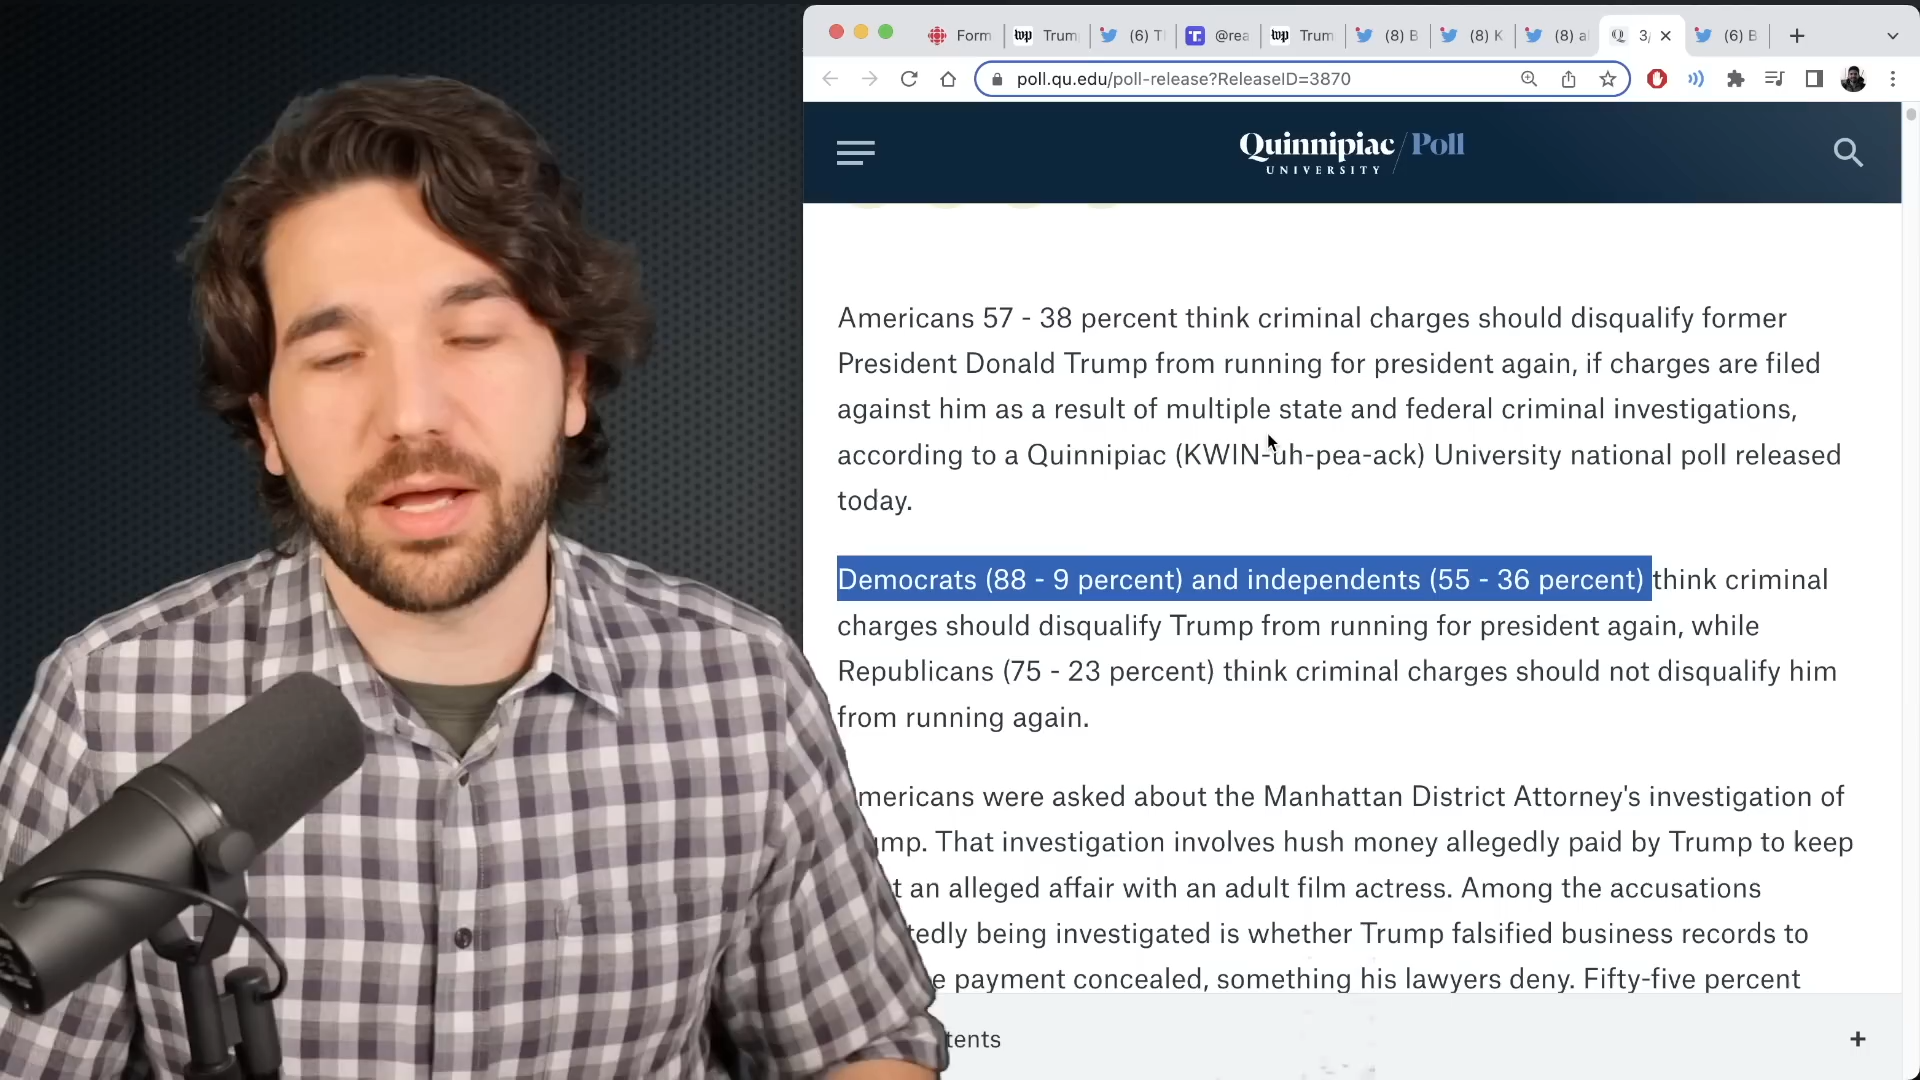 Form
Trum
(6) T
@rea
Trum
(8) B
(8) K
(8) a
3,
(6) B
poll.qu.edu/poll-release?ReleaseID=3870
Quinnipiac / Poll
UNIVERSITY
Americans 57 - 38 percent think criminal charges should disqualify former
President Donald Trump from running for president again, if charges are filed
against him as a result of multiple state and federal criminal investigations,
according to a Quinnipiac (KWIN-uh-pea-ack) University national poll released
today.
Democrats (88 - 9 percent) and independents (55 - 36 percent) think criminal
charges should disqualify Trump from running for president again, while
Republicans (75 - 23 percent) think criminal charges should not disqualify him
from running again.
mericans were asked about the Manhattan District Attorney's investigation of
mp. That investigation involves hush money allegedly paid by Trump to keep
t an alleged affair with an adult film actress. Among the accusations
tedly being investigated is whether Trump falsified business records to
e payment concealed, something his lawyers deny. Fifty-five percent
tents